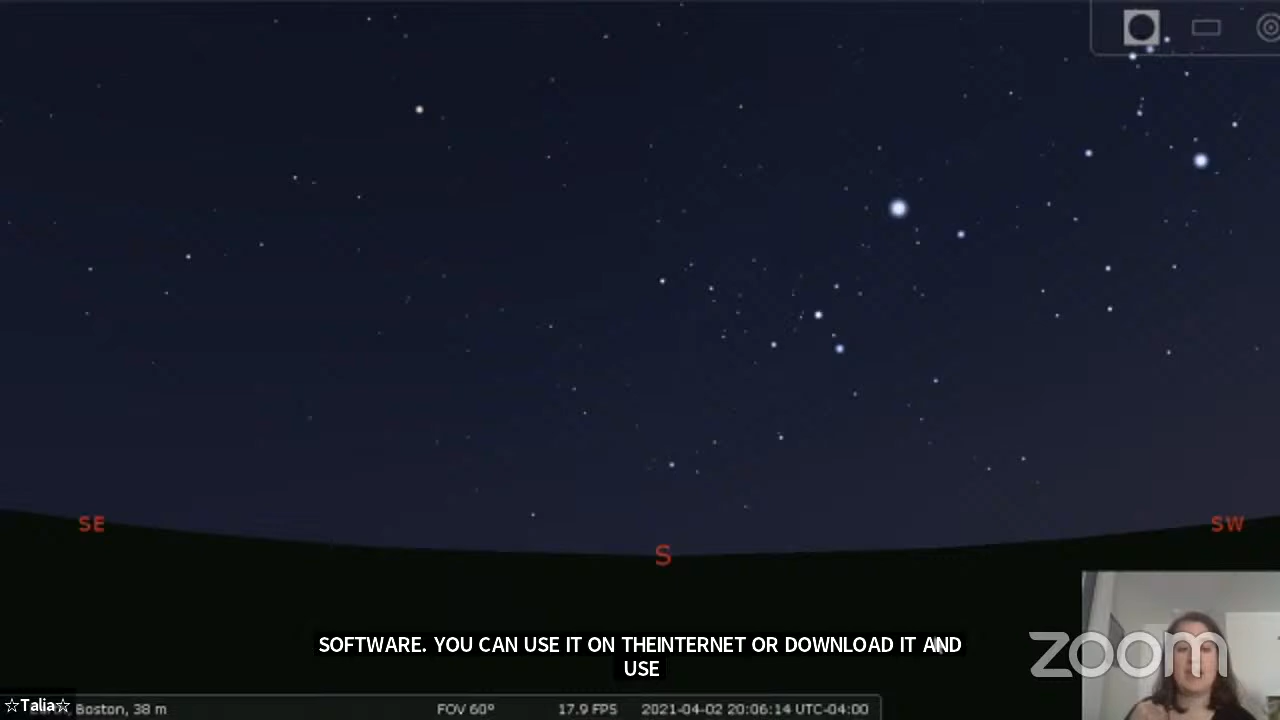 SE
SW
S
SOFTWARE. YOU CAN USE IT ON THEINTERNET OR DOWNLOAD IT AND
USE
zoom
☆Talia☆
Boston, 38 m
FOV 60°
17.9 FPS
2021-04-02 20:06:14 UTC-04:00